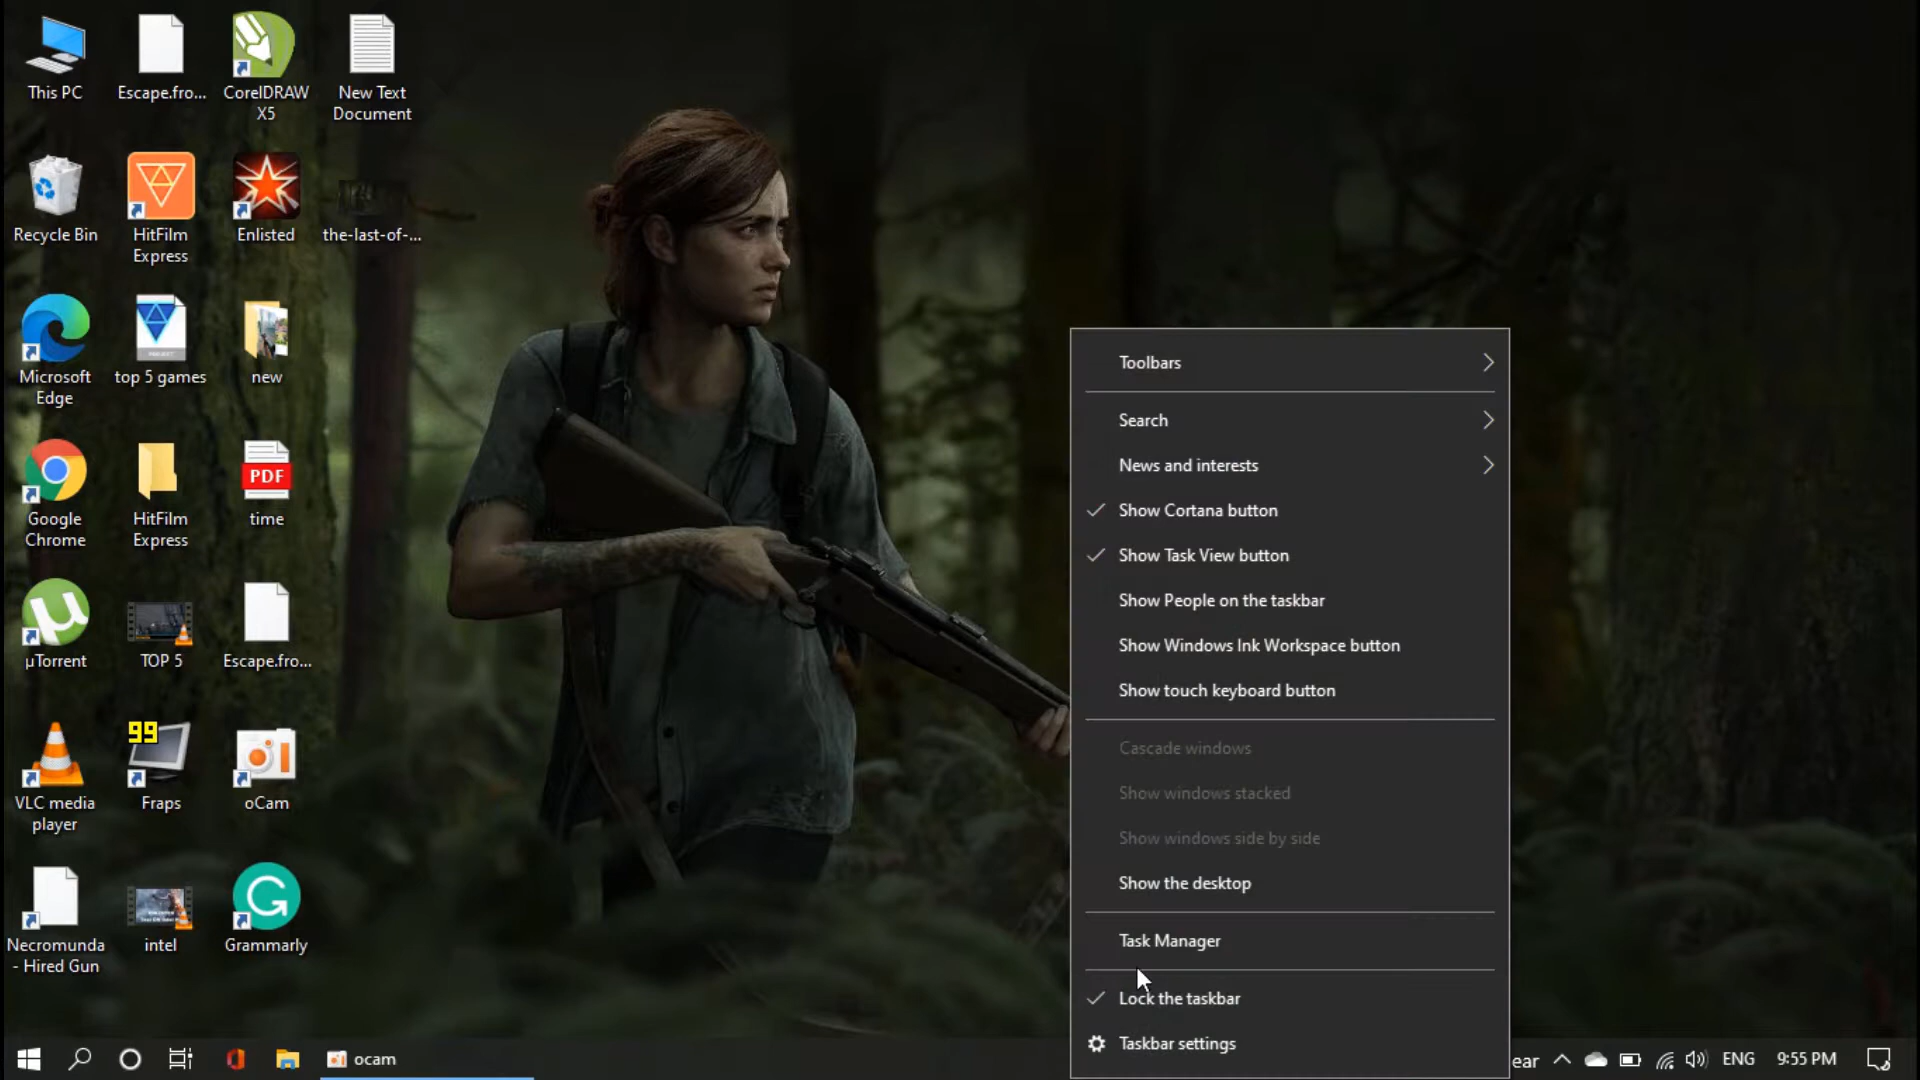 This PC
Escape.fro...
CorelDRAW
X5
New Text
Document
Recycle Bin
HitFilm
Express
Enlisted
the-last-of-...
Microsoft
Edge
PROJECT
top 5 games
new
Google
Chrome
HitFilm
Express
PDF
time
µTorrent
TOP 5
Escape.fro...
VLC media
player
99
Fraps
oCam
Necromunda
- Hired Gun
intel
Grammarly
Toolbars
Search
News and interests
Show Cortana button
Show Task View button
Show People on the taskbar
Show Windows Ink Workspace button
Show touch keyboard button
Cascade windows
Show windows stacked
Show windows side by side
Show the desktop
Task Manager
Lock the taskbar
Taskbar settings
ocam
ear
ENG
9:55 PM